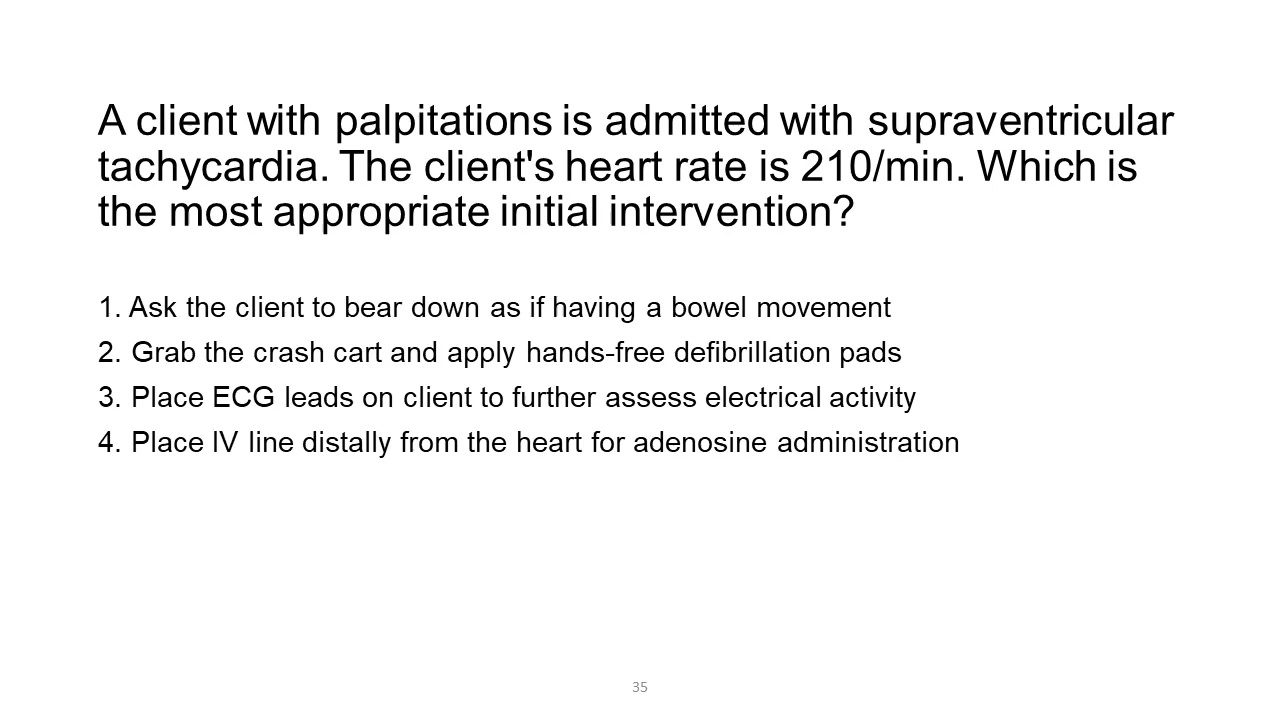 A client with palpitations is admitted with supraventricular
tachycardia. The client's heart rate is 210/min. Which is
the most appropriate initial intervention?
1. Ask the client to bear down as if having a bowel movement
2. Grab the crash cart and apply hands-free defibrillation pads
3. Place ECG leads on client to further assess electrical activity
4. Place IV line distally from the heart for adenosine administration
35